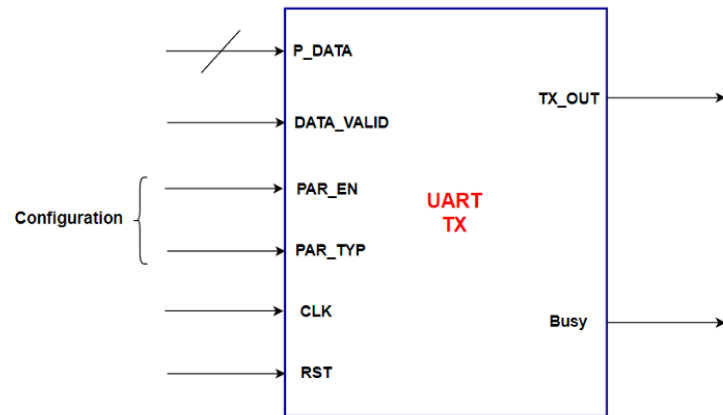 P_DATA
TX_OUT
DATA_VALID
PAR_EN
Configuration
UART
TX
PAR_TYP
CLK
Busy
RST